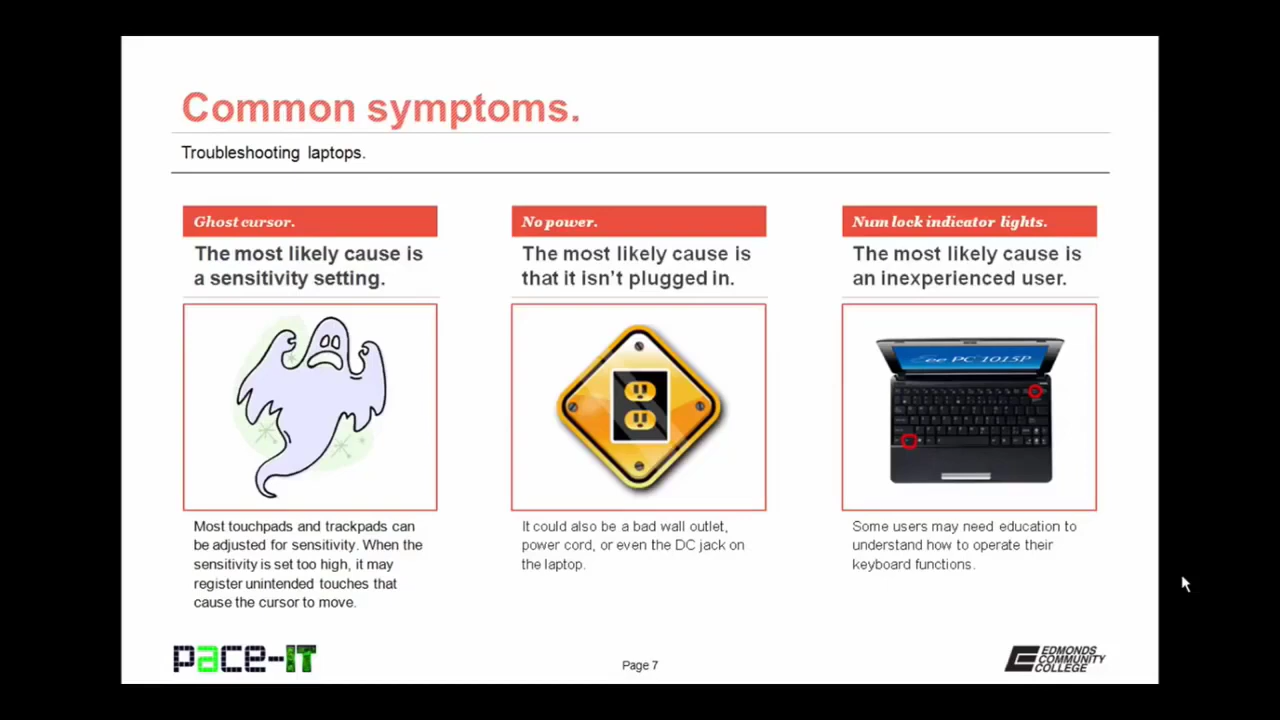 Common symptoms.
Troubleshooting laptops.
Ghost cursor.
The most likely cause is
a sensitivity setting.
Most touchpads and trackpads can
be adjusted for sensitivity. When the
sensitivity is set too high, it may
register unintended touches that
cause the cursor to move.
No power.
The most likely cause is
that it isn't plugged in.
It could also be a bad wall outlet,
power cord, or even the DC jack on
the laptop.
Num lock indicator lights.
The most likely cause is
an inexperienced user.
ee PC 1015P
Some users may need education to
understand how to operate their
keyboard functions.
pace-IT
Page 7
EDMONDS
COMMUNITY
COLLEGE